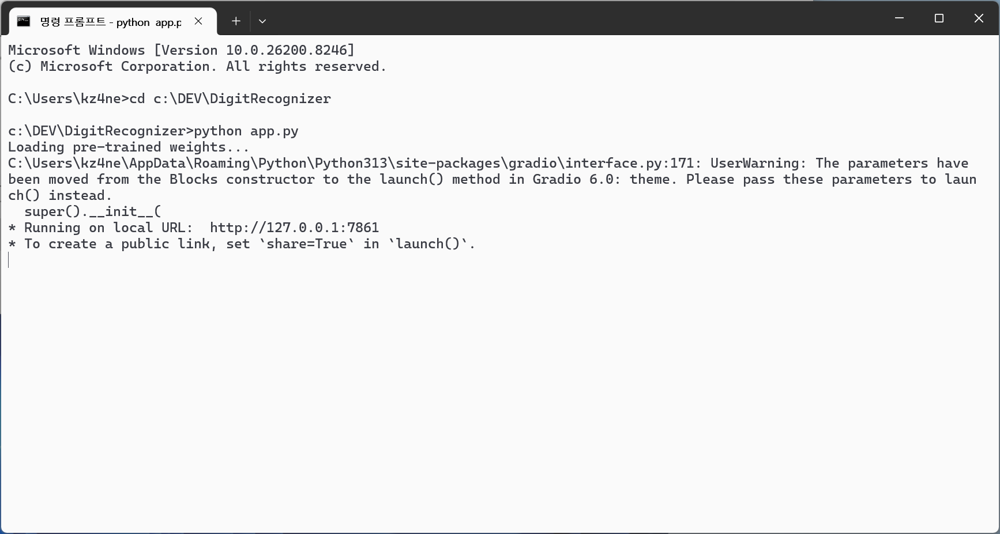 명령 프롬프트 - python  app.p
Microsoft Windows [Version 10.0.26200.8246]
(c) Microsoft Corporation. All rights reserved.
C:\Users\kz4ne>cd c:\DEV\DigitRecognizer
c:\DEV\DigitRecognizer>python app.py
Loading pre-trained weights...
C:\Users\kz4ne\AppData\Roaming\Python\Python313\site-packages\gradio\interface.py:171: UserWarning: The parameters have
been moved from the Blocks constructor to the launch() method in Gradio 6.0: theme. Please pass these parameters to laun
ch() instead.
  super().__init__(
* Running on local URL:  http://127.0.0.1:7861
* To create a public link, set `share=True` in `launch()`.